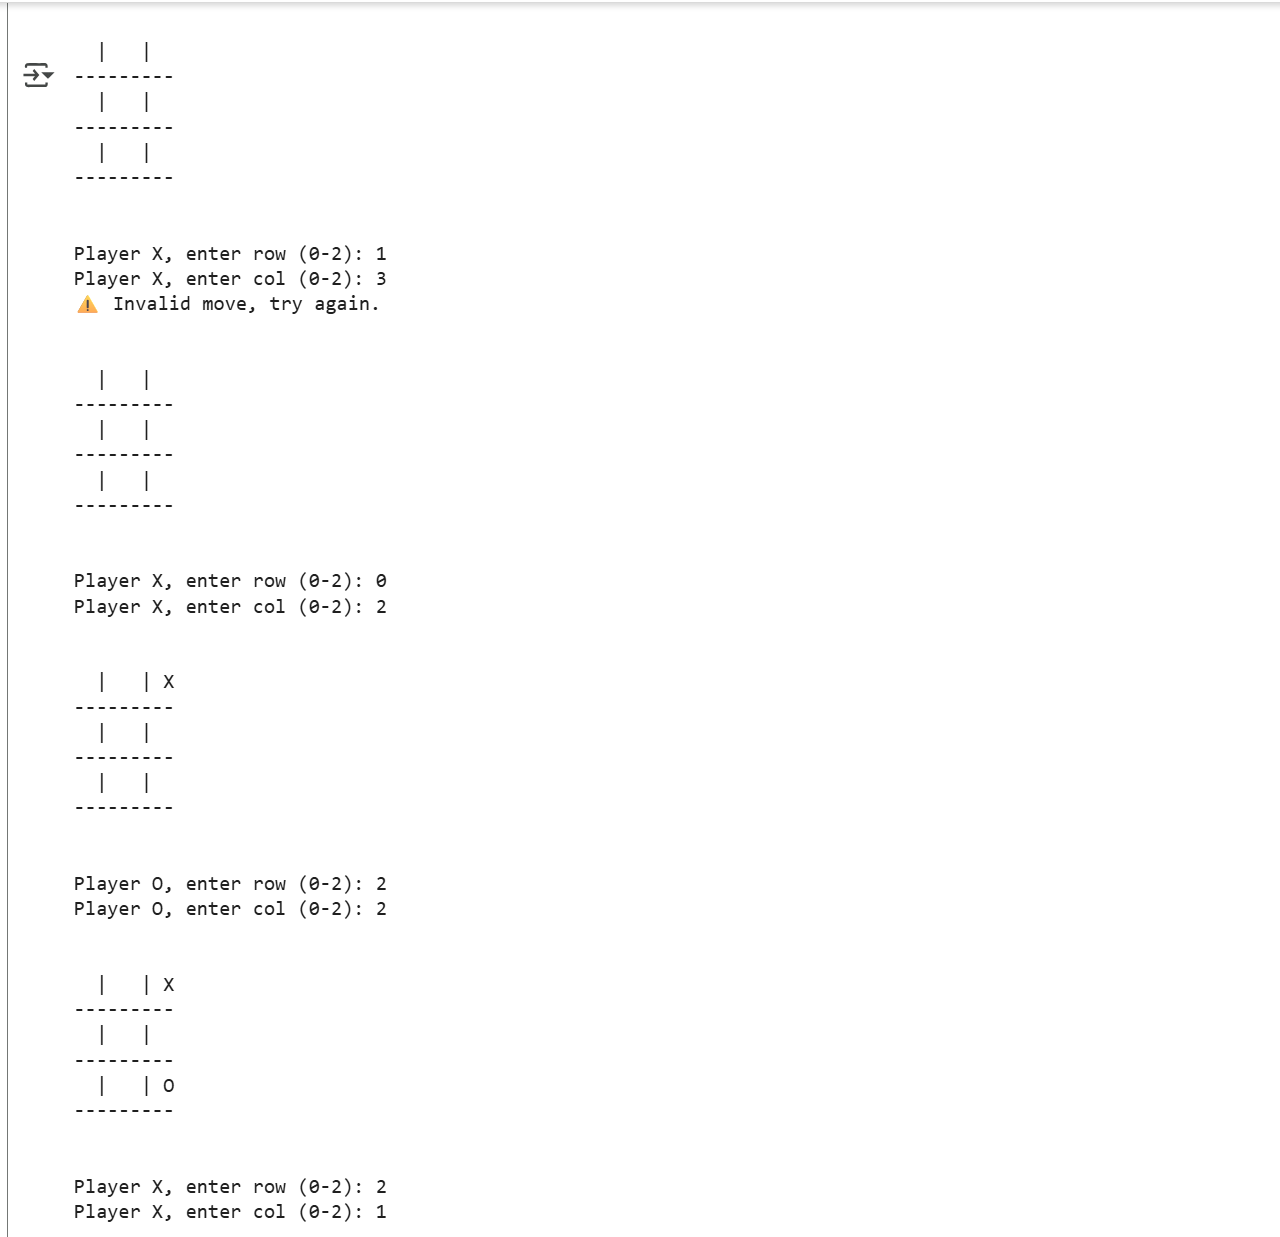 |   |
---------
  |   |
---------
  |   |
---------
Player X, enter row (0-2): 1
Player X, enter col (0-2): 3
⚠️ Invalid move, try again.
  |   |
---------
  |   |
---------
  |   |
---------
Player X, enter row (0-2): 0
Player X, enter col (0-2): 2
  |   | X
---------
  |   |
---------
  |   |
---------
Player O, enter row (0-2): 2
Player O, enter col (0-2): 2
  |   | X
---------
  |   |
---------
  |   | O
---------
Player X, enter row (0-2): 2
Player X, enter col (0-2): 1